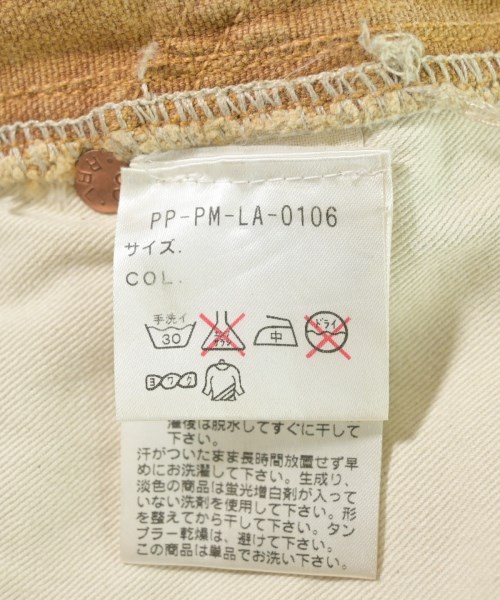 PP-PM-LA-0106
サイズ.
COL.
手洗イ
30
エンソ
サラシ
中
ドライ
ヨワク
濯後は脱水してすぐに干して
下さい。
汗がついたまま長時間放置せず早
めにお洗濯して下さい。生成り、
淡色の商品は蛍光増白剤が入って
いない洗剤を使用して下さい。形
を整えてから干して下さい。タン
ブラー乾燥は、避けて下さい。
この商品は単品でお洗い下さい。